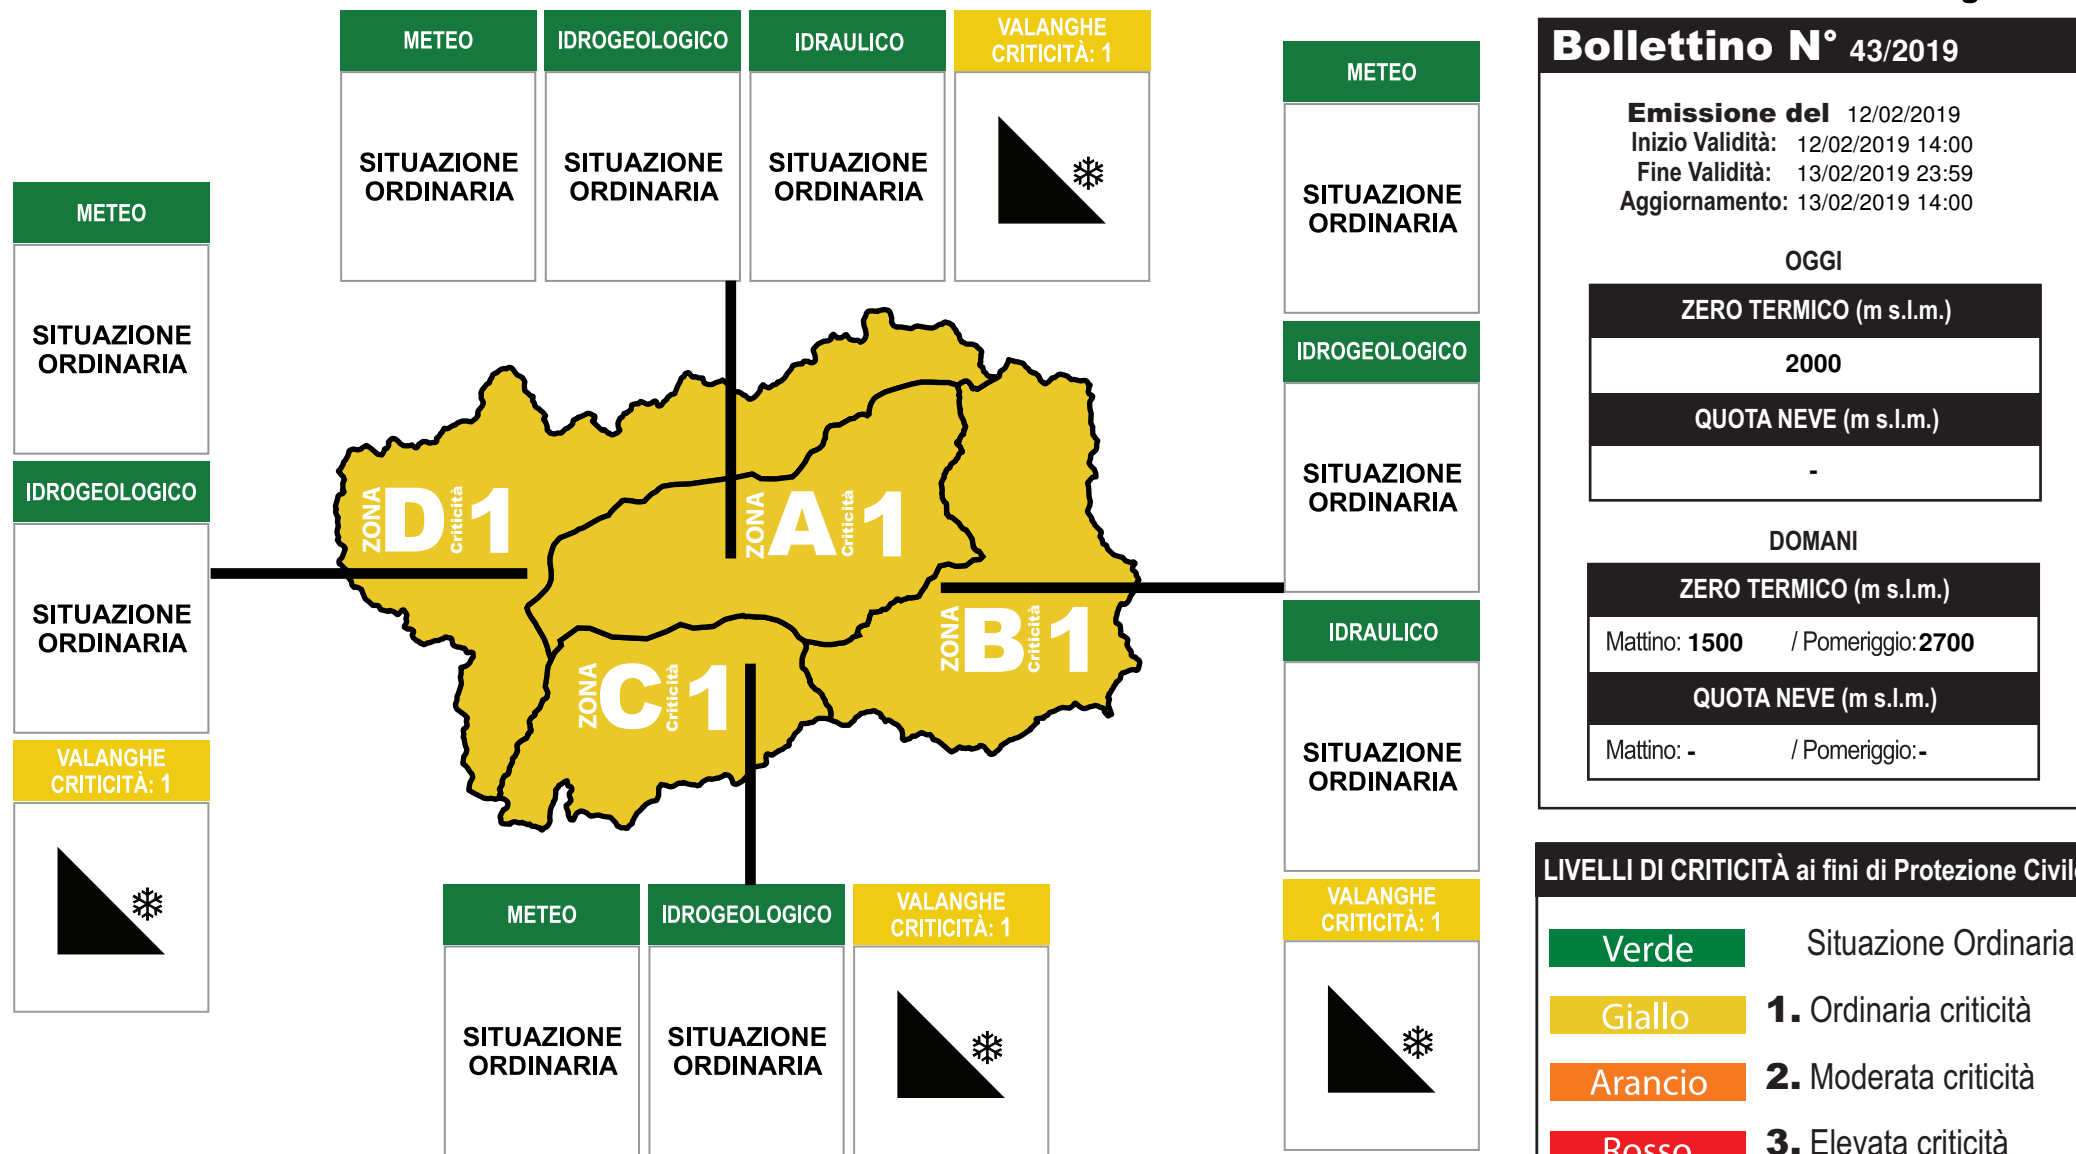 METEO
IDROGEOLOGICO
IDRAULICO
VALANGHE
CRITICITÀ: 1
SITUAZIONE
ORDINARIA
SITUAZIONE
ORDINARIA
SITUAZIONE
ORDINARIA
METEO
SITUAZIONE
ORDINARIA
IDROGEOLOGICO
SITUAZIONE
ORDINARIA
VALANGHE
CRITICITÀ: 1
ZONA D Criticità 1
ZONA A Criticità 1
ZONA B Criticità 1
ZONA C Criticità 1
METEO
IDROGEOLOGICO
VALANGHE
CRITICITÀ: 1
SITUAZIONE
ORDINARIA
SITUAZIONE
ORDINARIA
METEO
SITUAZIONE
ORDINARIA
IDROGEOLOGICO
SITUAZIONE
ORDINARIA
IDRAULICO
SITUAZIONE
ORDINARIA
VALANGHE
CRITICITÀ: 1
Bollettino N° 43/2019
Emissione del 12/02/2019
Inizio Validità: 12/02/2019 14:00
Fine Validità: 13/02/2019 23:59
Aggiornamento: 13/02/2019 14:00
OGGI
ZERO TERMICO (m s.l.m.)
2000
QUOTA NEVE (m s.l.m.)
-
DOMANI
ZERO TERMICO (m s.l.m.)
Mattino: 1500 / Pomeriggio: 2700
QUOTA NEVE (m s.l.m.)
Mattino: - / Pomeriggio: -
LIVELLI DI CRITICITÀ ai fini di Protezione Civile
Verde Situazione Ordinaria
Giallo 1. Ordinaria criticità
Arancio 2. Moderata criticità
Rosso 3. Elevata criticità